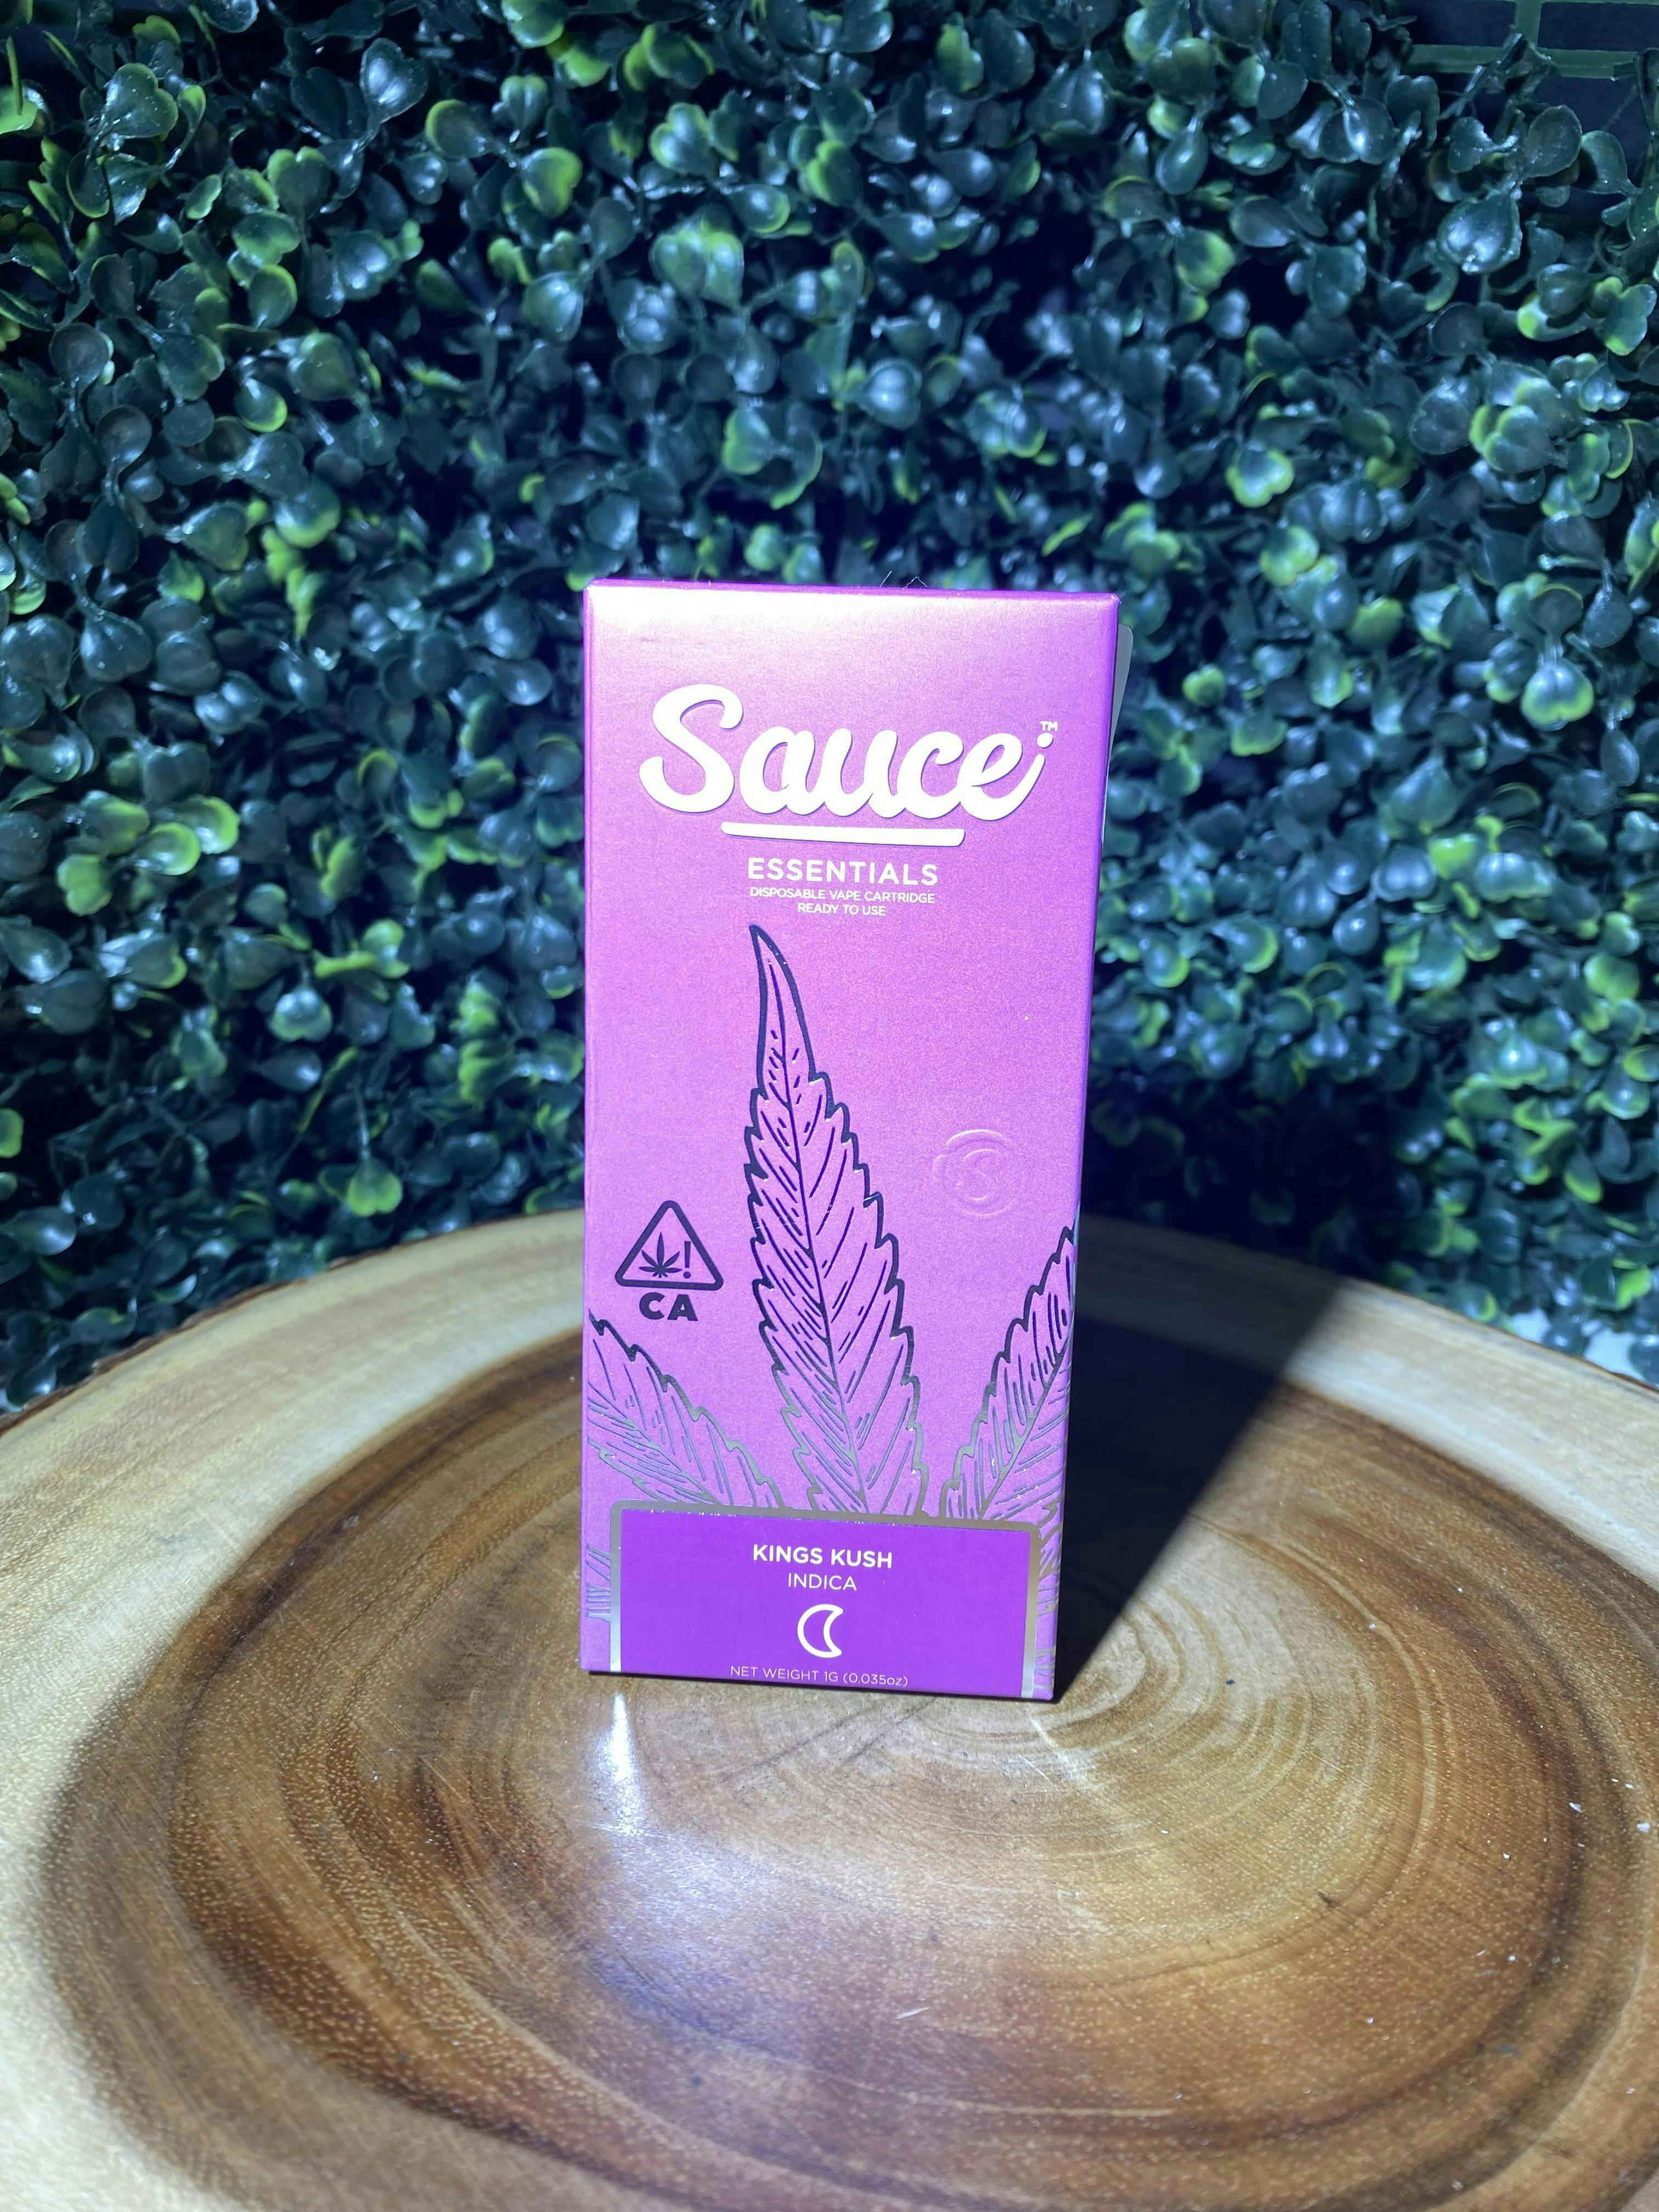 Sauce™
ESSENTIALS
DISPOSABLE VAPE CARTRIDGE
READY TO USE
S
!
CA
KINGS KUSH
INDICA
NET WEIGHT 1G (0.035oz)